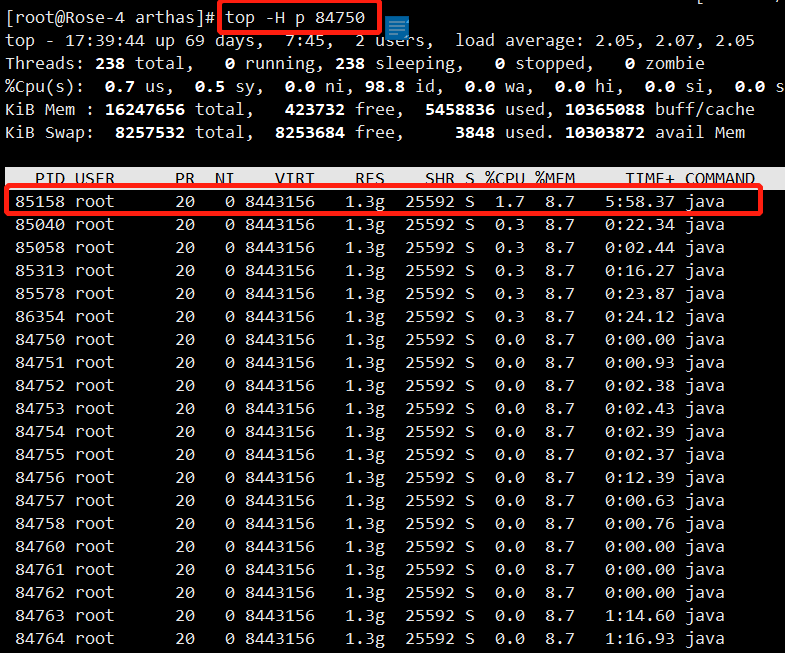 [root@Rose-4 arthas]# top -H p 84750
top - 17:39:44 up 69 days,  7:45,  2 users,  load average: 2.05, 2.07, 2.05
Threads: 238 total,   0 running, 238 sleeping,   0 stopped,   0 zombie
%Cpu(s):  0.7 us,  0.5 sy,  0.0 ni, 98.8 id,  0.0 wa,  0.0 hi,  0.0 si,  0.0 s
KiB Mem : 16247656 total,   423732 free,  5458836 used, 10365088 buff/cache
KiB Swap:  8257532 total,  8253684 free,     3848 used. 10303872 avail Mem
PID USER PR NI VIRT RES SHR S %CPU %MEM TIME+ COMMAND
85158 root 20 0 8443156 1.3g 25592 S 1.7 8.7 5:58.37 java
85040 root 20 0 8443156 1.3g 25592 S 0.3 8.7 0:22.34 java
85058 root 20 0 8443156 1.3g 25592 S 0.3 8.7 0:02.44 java
85313 root 20 0 8443156 1.3g 25592 S 0.3 8.7 0:16.27 java
85578 root 20 0 8443156 1.3g 25592 S 0.3 8.7 0:23.87 java
86354 root 20 0 8443156 1.3g 25592 S 0.3 8.7 0:24.12 java
84750 root 20 0 8443156 1.3g 25592 S 0.0 8.7 0:00.00 java
84751 root 20 0 8443156 1.3g 25592 S 0.0 8.7 0:00.93 java
84752 root 20 0 8443156 1.3g 25592 S 0.0 8.7 0:02.38 java
84753 root 20 0 8443156 1.3g 25592 S 0.0 8.7 0:02.43 java
84754 root 20 0 8443156 1.3g 25592 S 0.0 8.7 0:02.39 java
84755 root 20 0 8443156 1.3g 25592 S 0.0 8.7 0:02.37 java
84756 root 20 0 8443156 1.3g 25592 S 0.0 8.7 0:12.39 java
84757 root 20 0 8443156 1.3g 25592 S 0.0 8.7 0:00.63 java
84758 root 20 0 8443156 1.3g 25592 S 0.0 8.7 0:00.76 java
84760 root 20 0 8443156 1.3g 25592 S 0.0 8.7 0:00.00 java
84761 root 20 0 8443156 1.3g 25592 S 0.0 8.7 0:00.00 java
84762 root 20 0 8443156 1.3g 25592 S 0.0 8.7 0:00.00 java
84763 root 20 0 8443156 1.3g 25592 S 0.0 8.7 1:14.60 java
84764 root 20 0 8443156 1.3g 25592 S 0.0 8.7 1:16.93 java